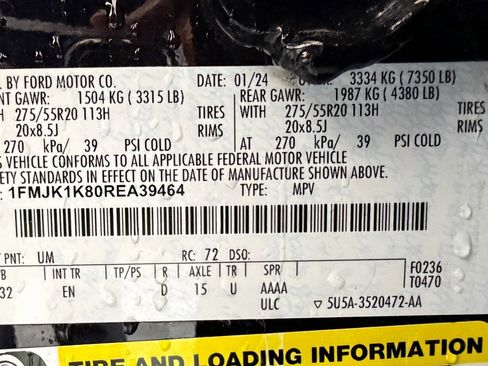 BY FORD MOTOR CO. DATE: 01/24 3334 KG ( 7350 LB)
NT GAWR: 1504 KG ( 3315 LB) REAR GAWR: 1987 KG ( 4380 LB)
WITH 275/55R20 113H TIRES WITH 275/55R20 113H TIRES
20x8.5J RIMS 20x8.5J RIMS
270 kPa/ 39 PSI COLD AT 270 kPa/ 39 PSI COLD
S VEHICLE CONFORMS TO ALL APPLICABLE FEDERAL MOTOR VEHICLE
ETY STANDARDS IN EFFECT ON THE DATE OF MANUFACTURE SHOWN ABOVE.
1FMJK1K80REA39464 TYPE: MPV
T PNT: UM RC: 72 DSO:
B INT TR TP/PS R AXLE TR SPR F0236
32 EN D 15 U AAAA T0470
ULC 5U5A-3520472-AA
TIRE AND LOADING INFORMATION